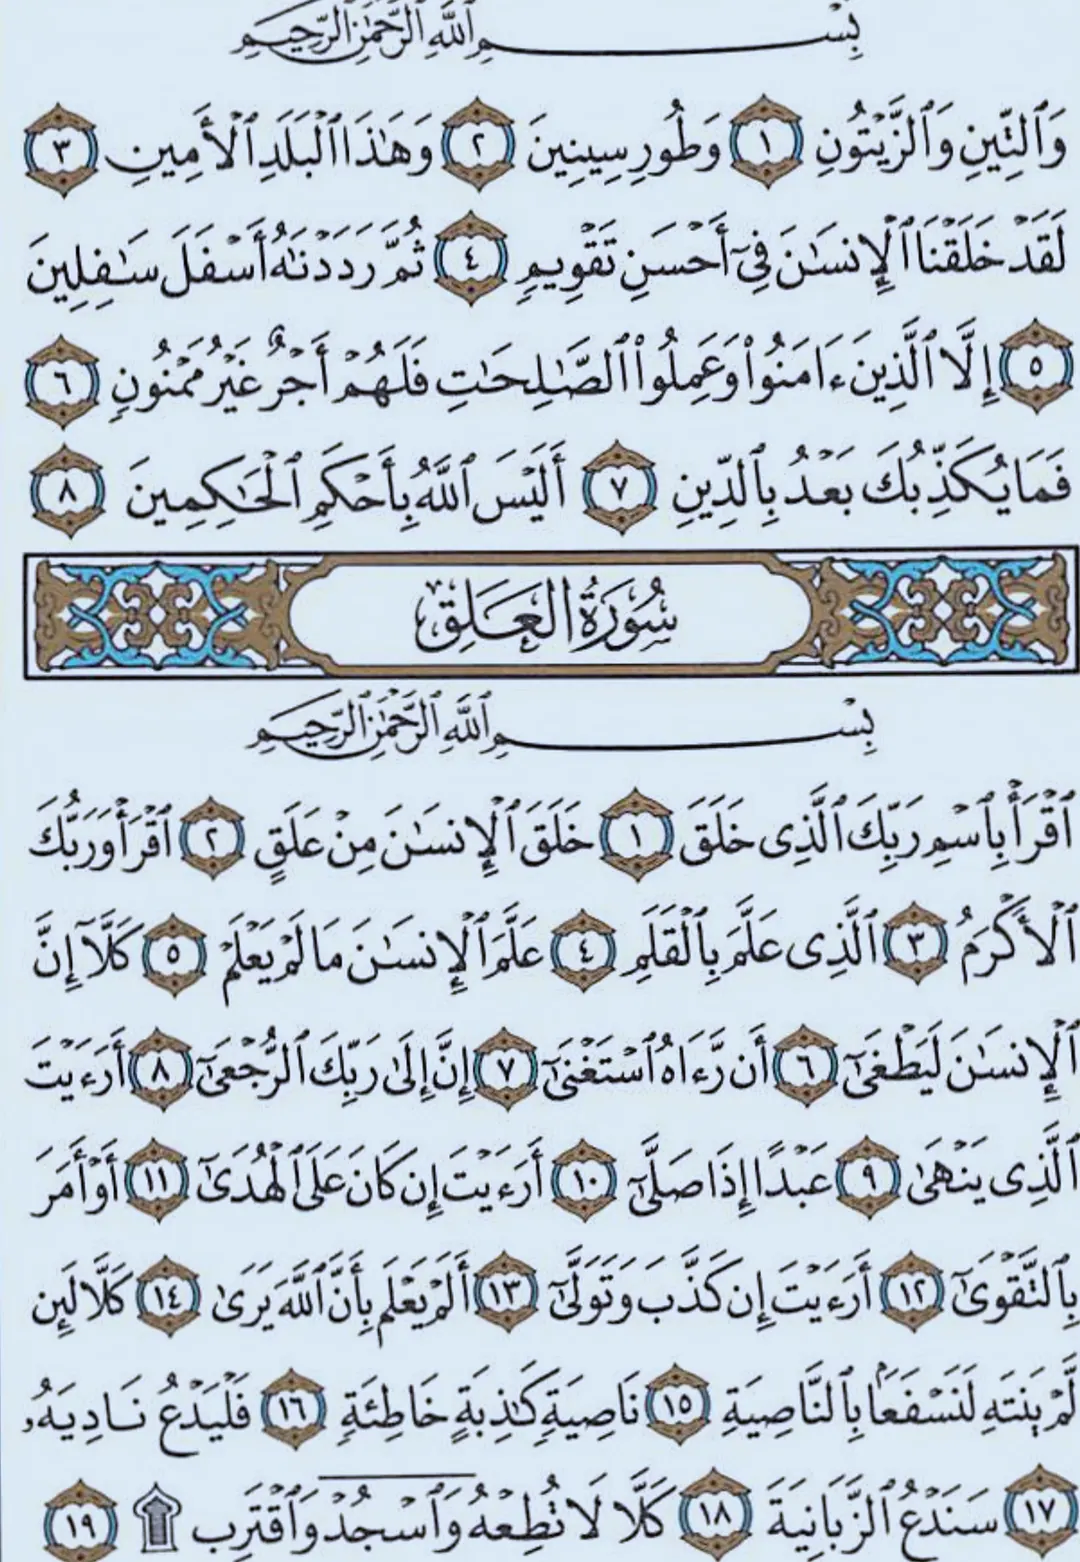 بِسْمِ ٱللَّهِ ٱلرَّحْمَٰنِ ٱلرَّحِيمِ
وَٱلتِّينِ وَٱلزَّيْتُونِ ١ وَطُورِ سِينِينَ ٢ وَهَٰذَا ٱلْبَلَدِ ٱلْأَمِينِ ٣
لَقَدْ خَلَقْنَا ٱلْإِنسَٰنَ فِىٓ أَحْسَنِ تَقْوِيمٍ ٤ ثُمَّ رَدَدْنَٰهُ أَسْفَلَ سَٰفِلِينَ
٥ إِلَّا ٱلَّذِينَ ءَامَنُوا۟ وَعَمِلُوا۟ ٱلصَّٰلِحَٰتِ فَلَهُمْ أَجْرٌ غَيْرُ مَمْنُونٍ ٦
فَمَا يُكَذِّبُكَ بَعْدُ بِٱلدِّينِ ٧ أَلَيْسَ ٱللَّهُ بِأَحْكَمِ ٱلْحَٰكِمِينَ ٨
سُورَةُ العَلَقِ
بِسْمِ ٱللَّهِ ٱلرَّحْمَٰنِ ٱلرَّحِيمِ
ٱقْرَأْ بِٱسْمِ رَبِّكَ ٱلَّذِى خَلَقَ ١ خَلَقَ ٱلْإِنسَٰنَ مِنْ عَلَقٍ ٢ ٱقْرَأْ وَرَبُّكَ
ٱلْأَكْرَمُ ٣ ٱلَّذِى عَلَّمَ بِٱلْقَلَمِ ٤ عَلَّمَ ٱلْإِنسَٰنَ مَا لَمْ يَعْلَمْ ٥ كَلَّآ إِنَّ
ٱلْإِنسَٰنَ لَيَطْغَىٰٓ ٦ أَن رَّءَاهُ ٱسْتَغْنَىٰٓ ٧ إِنَّ إِلَىٰ رَبِّكَ ٱلرُّجْعَىٰٓ ٨ أَرَءَيْتَ
ٱلَّذِى يَنْهَىٰ ٩ عَبْدًا إِذَا صَلَّىٰٓ ١٠ أَرَءَيْتَ إِن كَانَ عَلَى ٱلْهُدَىٰٓ ١١ أَوْ أَمَرَ
بِٱلتَّقْوَىٰٓ ١٢ أَرَءَيْتَ إِن كَذَّبَ وَتَوَلَّىٰٓ ١٣ أَلَمْ يَعْلَم بِأَنَّ ٱللَّهَ يَرَىٰ ١٤ كَلَّا لَئِن
لَّمْ يَنتَهِ لَنَسْفَعًۢا بِٱلنَّاصِيَةِ ١٥ نَاصِيَةٍ كَٰذِبَةٍ خَاطِئَةٍ ١٦ فَلْيَدْعُ نَادِيَهُۥ
١٧ سَنَدْعُ ٱلزَّبَانِيَةَ ١٨ كَلَّا لَا تُطِعْهُ وَٱسْجُدْ وَٱقْتَرِب ۩ ١٩